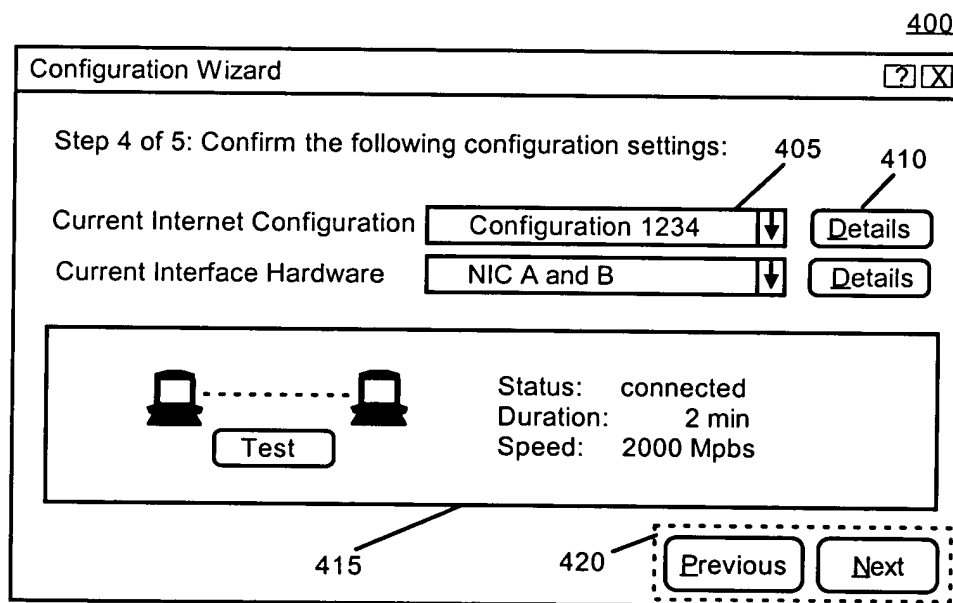 400
Configuration Wizard ? X
Step 4 of 5: Confirm the following configuration settings:
405
410
Current Internet Configuration Configuration 1234 Details
Current Interface Hardware NIC A and B Details
Status: connected
Duration: 2 min
Test Speed: 2000 Mpbs
415
420
Previous Next